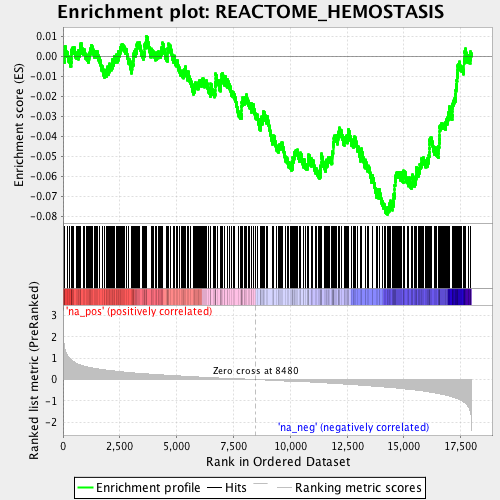 Enrichment plot: REACTOME_HEMOSTASIS
Enrichment score (ES)
0.01
0.00
-0.01
-0.02
-0.03
-0.04
-0.05
-0.06
-0.07
-0.08
Ranked list metric (PreRanked)
3
2
1
0
-1
-2
'na_pos' (positively correlated)
Zero cross at 8480
'na_neg' (negatively correlated)
0
2,500
5,000
7,500
10,000
12,500
15,000
17,500
Rank in Ordered Dataset
Enrichment profile
Hits
Ranking metric scores